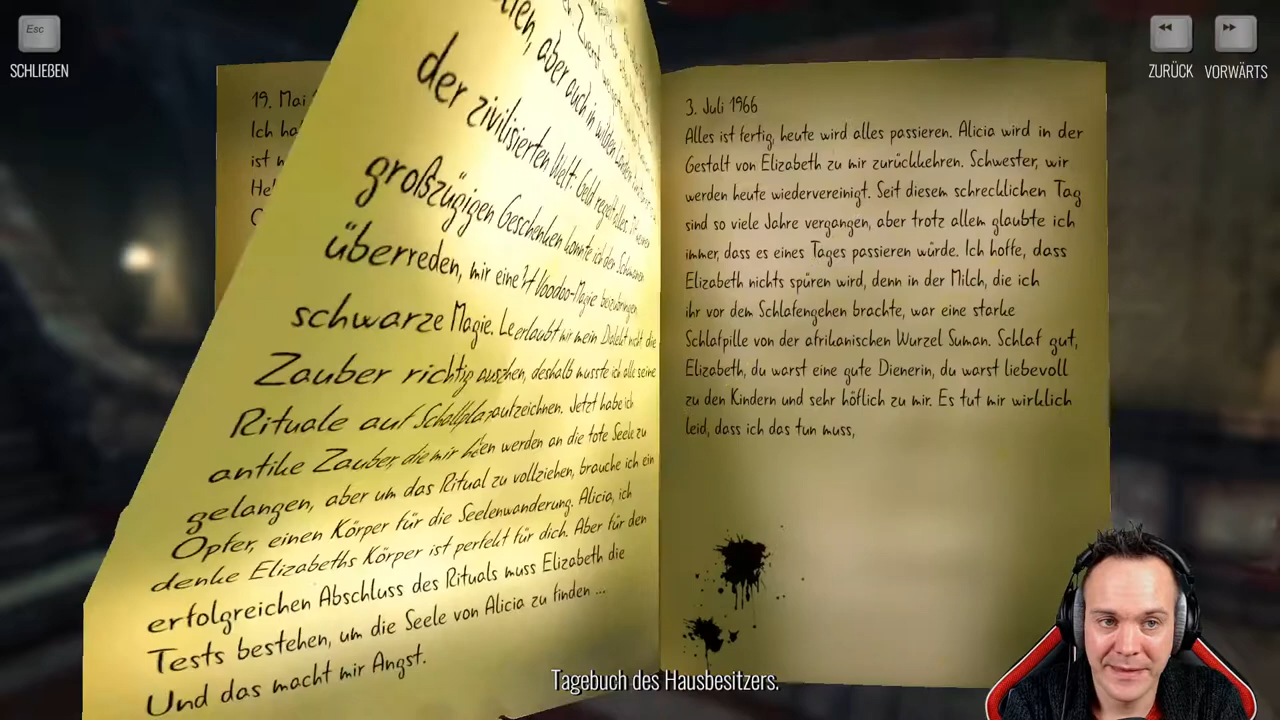 Esc
SCHLIEẞEN
ZURÜCK
VORWÄRTS
19. Mai
Ich ha
ist
He
aber auch in wilden
der zivilisierten Welt. Geld regelt alles.
großzügigen Geschenken konnte ich der Schamanen
überreden, mir eine Voodoo-Magie beizubringen
schwarze Magie. Le erlaubt mir mein Dialekt nicht die
Zauber richtig deshalb musste ich alle seine
Rituale auf aufzeichnen. Jetzt habe ich
antike Zauber, die mir werden an die tote Seele zu
gelangen, aber um das Ritual zu vollziehen, brauche ich ein
Opfer, einen Körper für die Seelenwanderung. Alicia, ich
denke Elizabeths Körper ist perfekt für dich. Aber für den
erfolgreichen Abschluss des Rituals muss Elizabeth die
Tests bestehen, um die Seele von Alicia zu finden ...
Und das macht mir Angst.
3. Juli 1966
Alles ist fertig, heute wird alles passieren. Alicia wird in der
Gestalt von Elizabeth zu mir zurückkehren. Schwester, wir
werden heute wiedervereinigt. Seit diesem schrecklichen Tag
sind so viele Jahre vergangen, aber trotz allem glaubte ich
immer, dass es eines Tages passieren würde. Ich hoffe, dass
Elizabeth nichts spüren wird, denn in der Milch, die ich
ihr vor dem Schlafengehen brachte, war eine starke
Schlafpille von der afrikanischen Wurzel Suman. Schlaf gut,
Elizabeth, du warst eine gute Dienerin, du warst liebevoll
zu den Kindern und sehr höflich zu mir. Es tut mir wirklich
leid, dass ich das tun muss,
Tagebuch des Hausbesitzers.